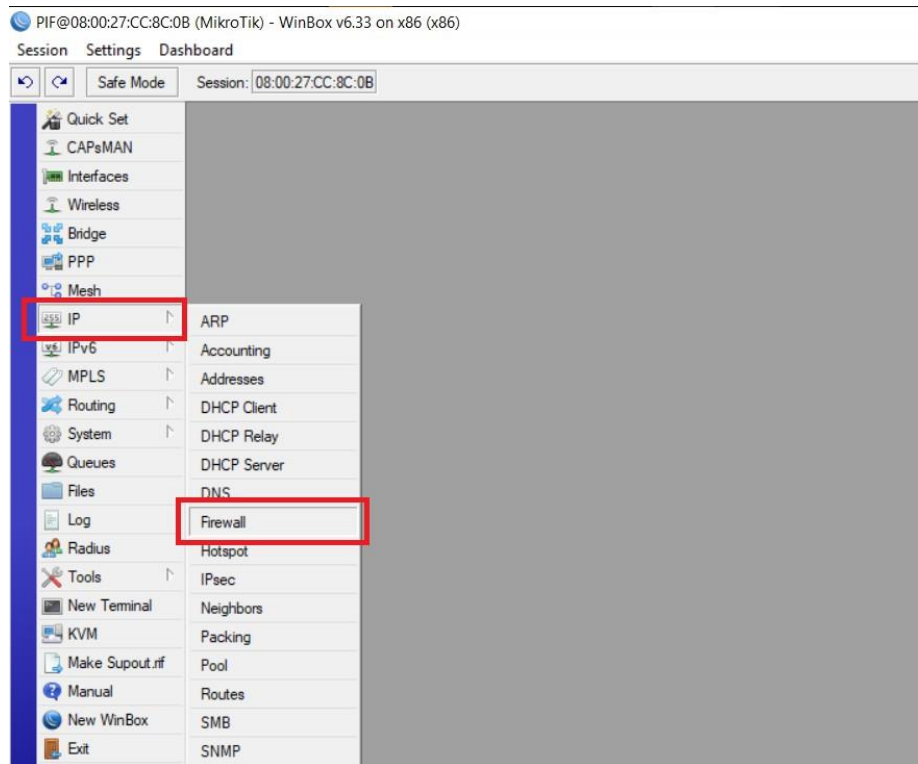 PIF@08:00:27:CC:8C:0B (MikroTik) - WinBox v6.33 on x86 (x86)
Session Settings Dashboard
Safe Mode Session: 08:00:27:CC:8C:0B
Quick Set
CAPsMAN
Interfaces
Wireless
Bridge
PPP
Mesh
IP
IPv6
MPLS
Routing
System
Queues
Files
Log
Radius
Tools
New Terminal
KVM
Make Supout.rif
Manual
New WinBox
Exit
ARP
Accounting
Addresses
DHCP Client
DHCP Relay
DHCP Server
DNS
Firewall
Hotspot
IPsec
Neighbors
Packing
Pool
Routes
SMB
SNMP